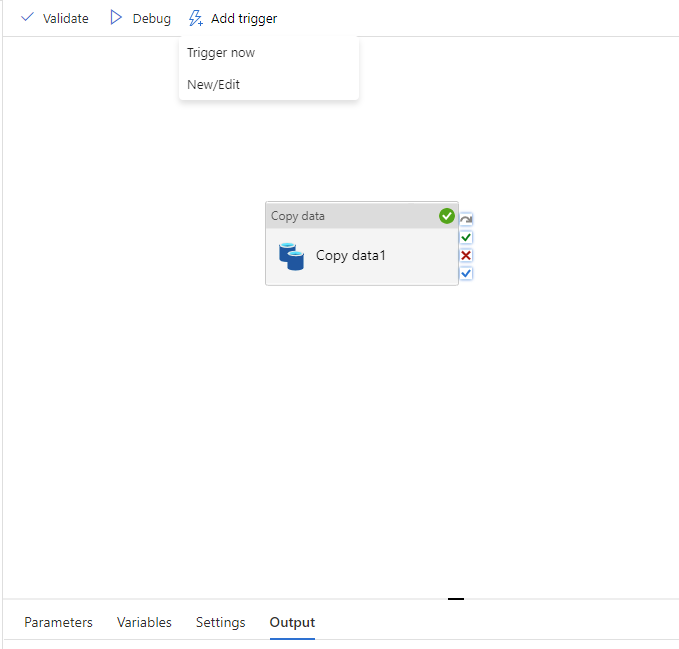 Validate Debug Add trigger
Trigger now
New/Edit
Copy data
Copy data1
Parameters Variables Settings Output